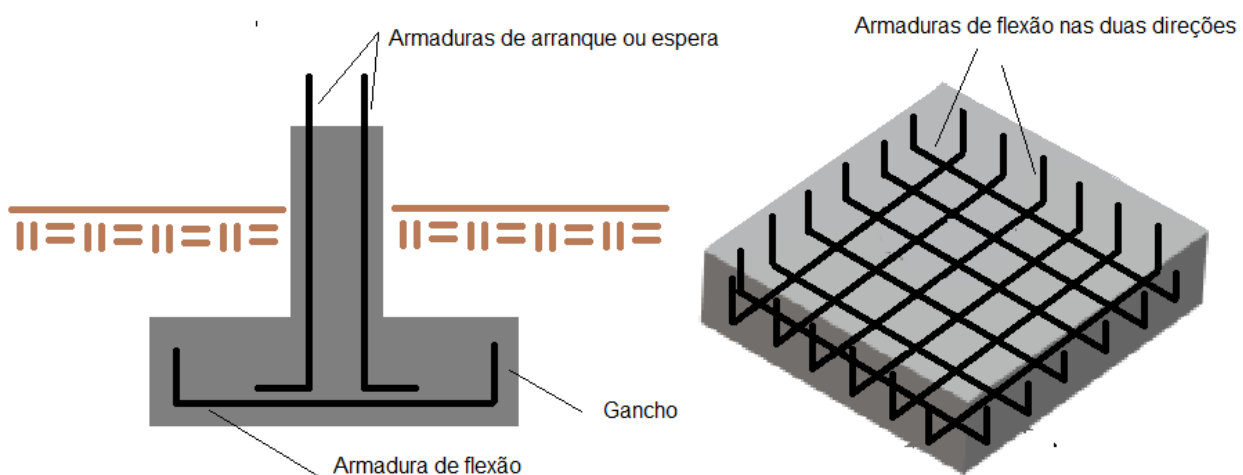 Armaduras de arranque ou espera
Armaduras de flexão nas duas direções
Gancho
Armadura de flexão